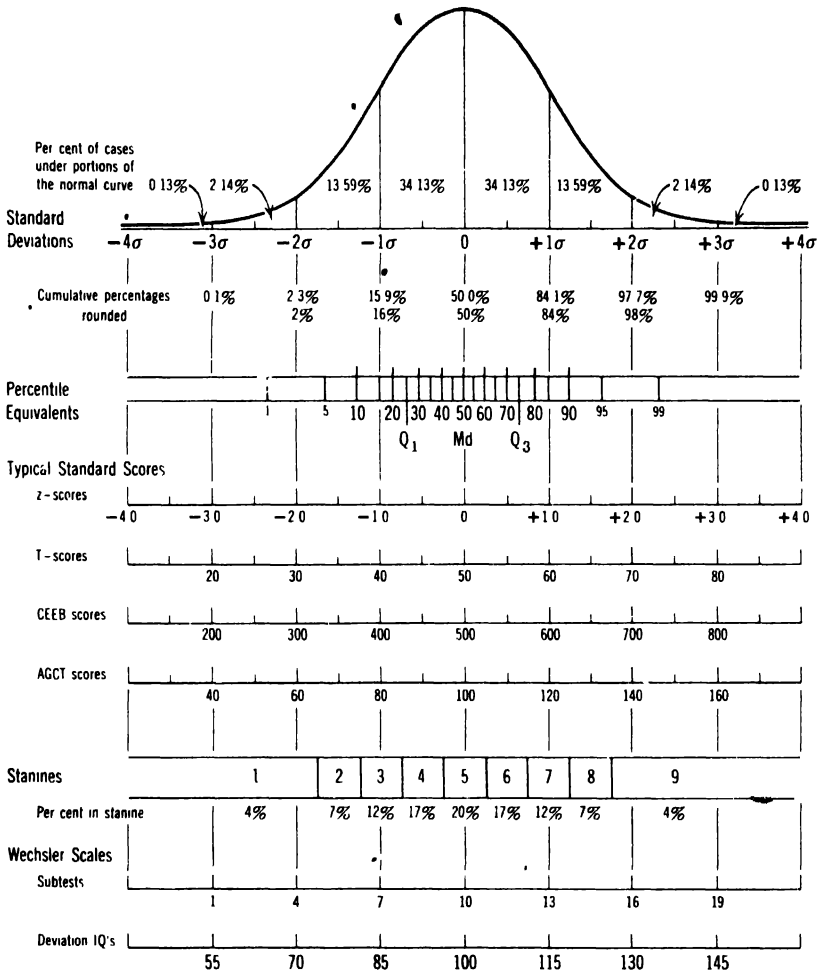 Per cent of cases
under portions of
the normal curve
0 13% 2 14% 13 59% 34 13% 34 13% 13 59% 2 14% 0 13%
Standard
Deviations
−4σ −3σ −2σ −1σ 0 +1σ +2σ +3σ +4σ
Cumulative percentages 0 1% 2 3% 15 9% 50 0% 84 1% 97 7% 99 9%
rounded 2% 16% 50% 84% 98%
Percentile
Equivalents
1 5 10 20 30 40 50 60 70 80 90 95 99
Q1 Md Q3
Typical Standard Scores
z-scores
−4 0 −3 0 −2 0 −1 0 0 +1 0 +2 0 +3 0 +4 0
T-scores
20 30 40 50 60 70 80
CEEB scores
200 300 400 500 600 700 800
AGCT scores
40 60 80 100 120 140 160
Stanines 1 2 3 4 5 6 7 8 9
Per cent in stanine 4% 7% 12% 17% 20% 17% 12% 7% 4%
Wechsler Scales
Subtests
1 4 7 10 13 16 19
Deviation IQ's
55 70 85 100 115 130 145